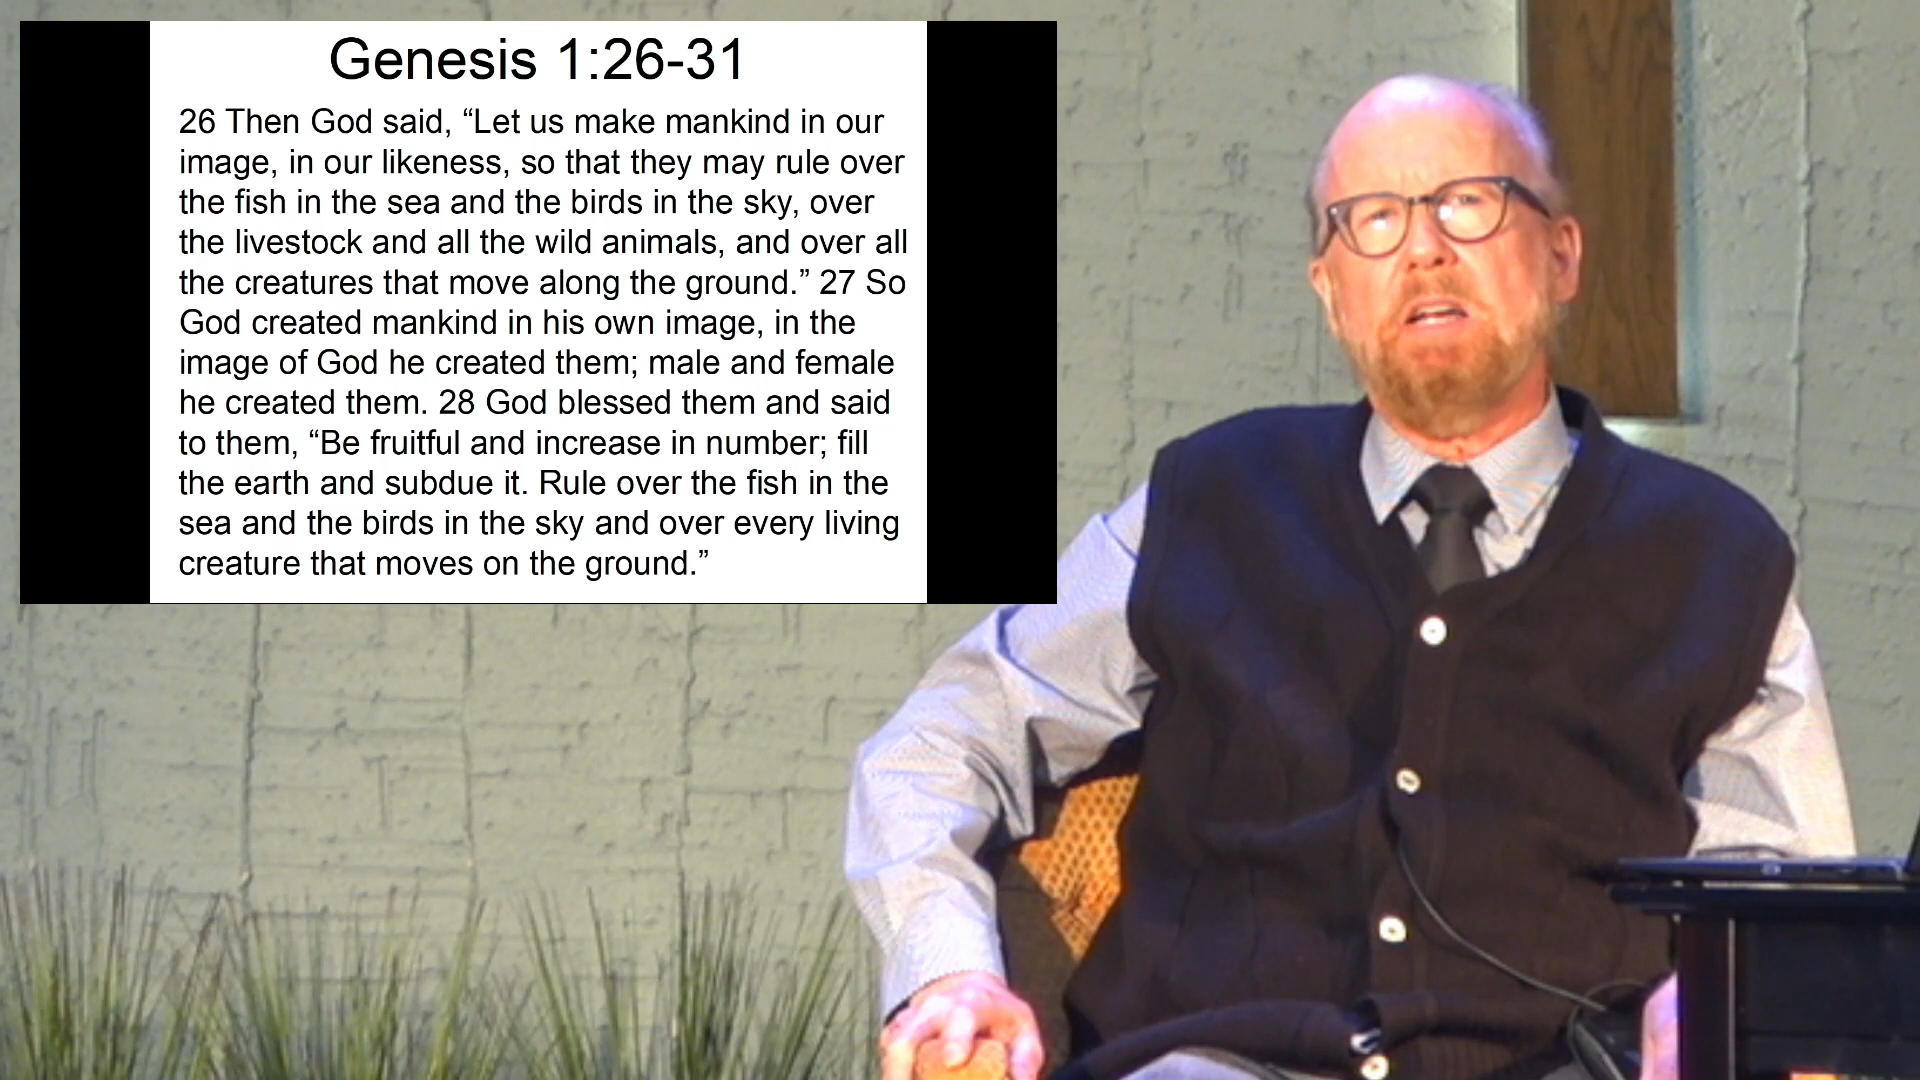 Genesis 1:26-31
26 Then God said, “Let us make mankind in our
image, in our likeness, so that they may rule over
the fish in the sea and the birds in the sky, over
the livestock and all the wild animals, and over all
the creatures that move along the ground.” 27 So
God created mankind in his own image, in the
image of God he created them; male and female
he created them. 28 God blessed them and said
to them, “Be fruitful and increase in number; fill
the earth and subdue it. Rule over the fish in the
sea and the birds in the sky and over every living
creature that moves on the ground.”